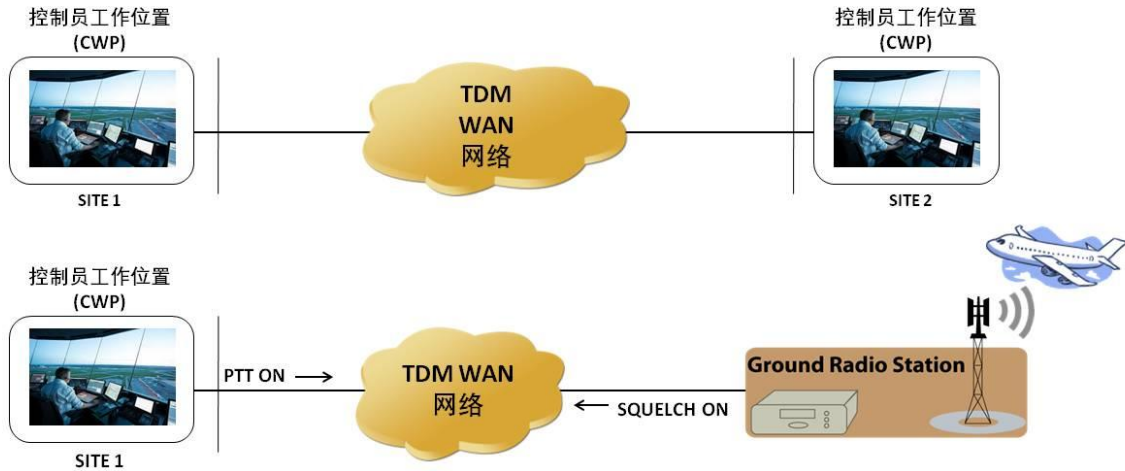 控制员工作位置
(CWP)
SITE 1
TDM
WAN
网络
控制员工作位置
(CWP)
SITE 2
控制员工作位置
(CWP)
SITE 1
PTT ON
TDM WAN
网络
SQUELCH ON
Ground Radio Station